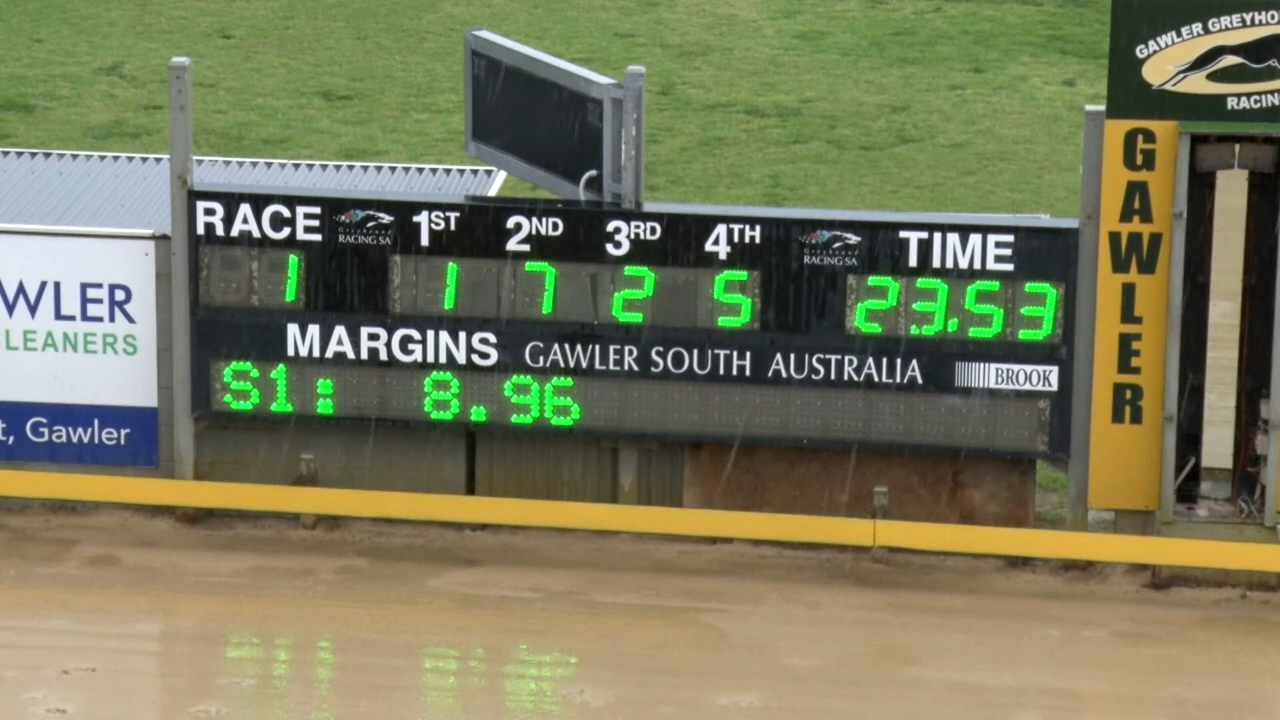 GAWLER GREYHO
RACIN
GAWLER
RACE 1ST 2ND 3RD 4TH TIME
Greyhound RACING SA
Greyhound RACING SA
1 1 7 2 5 23.53
MARGINS GAWLER SOUTH AUSTRALIA BROOK
S1: 8.96
WLER
LEANERS
t, Gawler